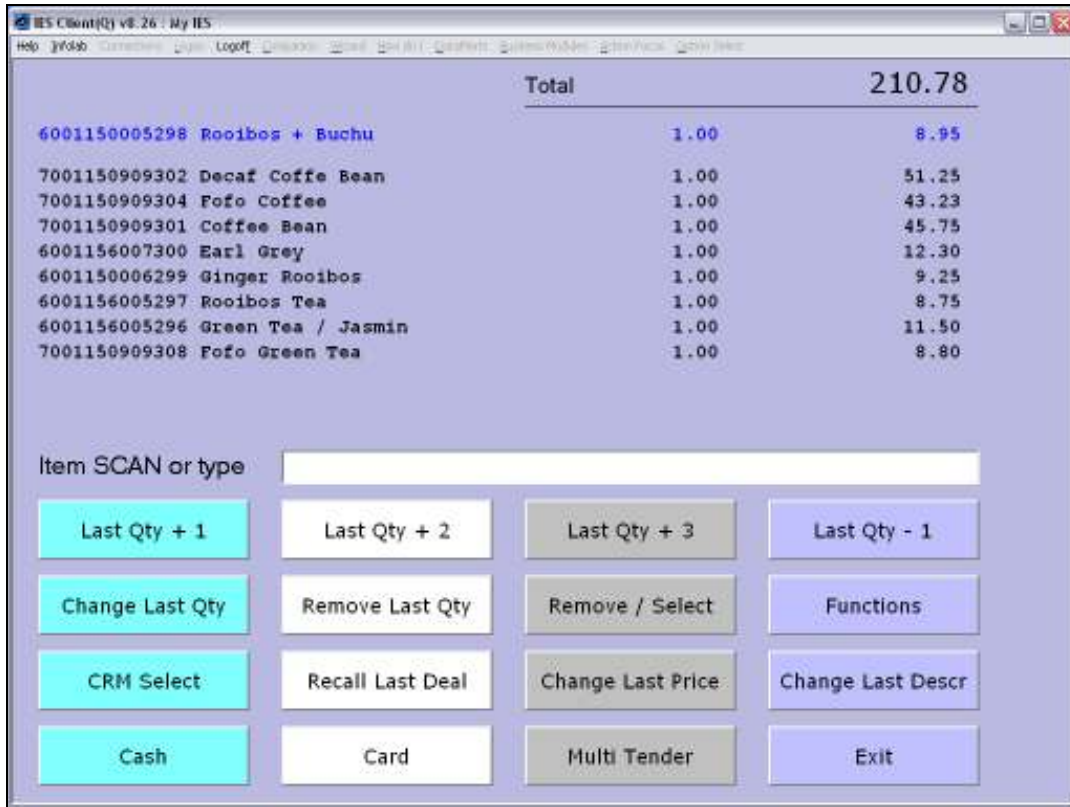 IES Client(Q) v8.26 : My IES
Help Infolab Logoff
Total 210.78
6001150005298 Rooibos + Buchu 1.00 8.95
7001150909302 Decaf Coffe Bean 1.00 51.25
7001150909304 Fofo Coffee 1.00 43.23
7001150909301 Coffee Bean 1.00 45.75
6001156007300 Earl Grey 1.00 12.30
6001150006299 Ginger Rooibos 1.00 9.25
6001156005297 Rooibos Tea 1.00 8.75
6001156005296 Green Tea / Jasmin 1.00 11.50
7001150909308 Fofo Green Tea 1.00 8.80
Item SCAN or type
Last Qty + 1 Last Qty + 2 Last Qty + 3 Last Qty - 1
Change Last Qty Remove Last Qty Remove / Select Functions
CRM Select Recall Last Deal Change Last Price Change Last Descr
Cash Card Multi Tender Exit